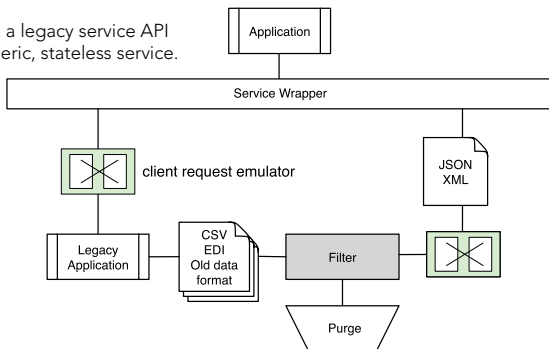 a legacy service API
eric, stateless service.
Application
Service Wrapper
client request emulator
JSON
XML
Legacy
Application
CSV
EDI
Old data
format
Filter
Purge